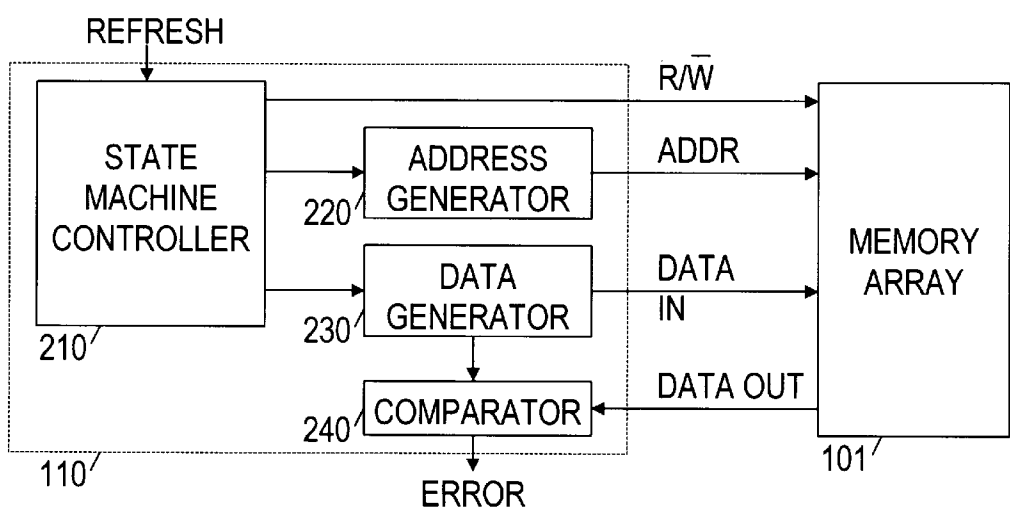 REFRESH
R/W̅
STATE
MACHINE
CONTROLLER
210
ADDRESS
GENERATOR
220
ADDR
DATA
GENERATOR
230
DATA
IN
COMPARATOR
240
DATA OUT
MEMORY
ARRAY
101
110
ERROR